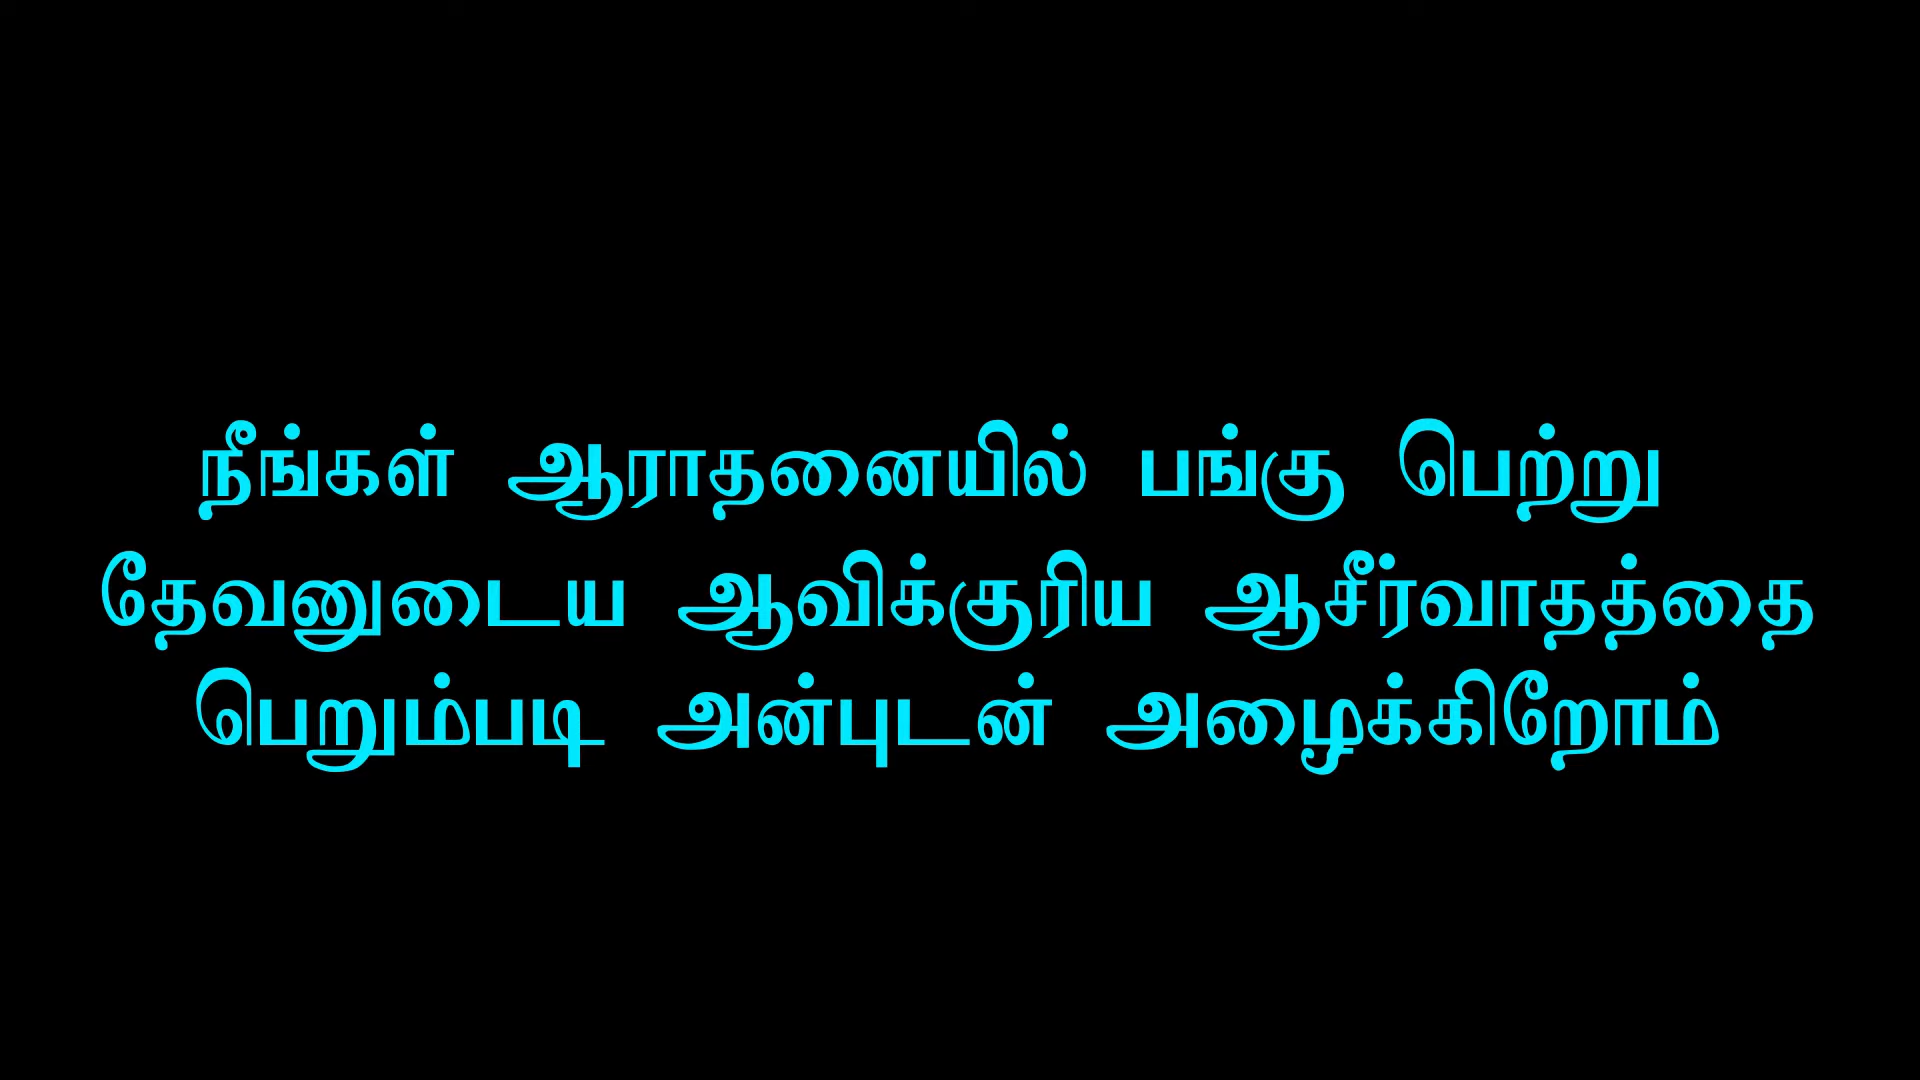 நீங்கள் ஆராதனையில் பங்கு பெற்று
தேவனுடைய ஆவிக்குரிய ஆசீர்வாதத்தை
பெறும்படி அன்புடன் அழைக்கிறோம்